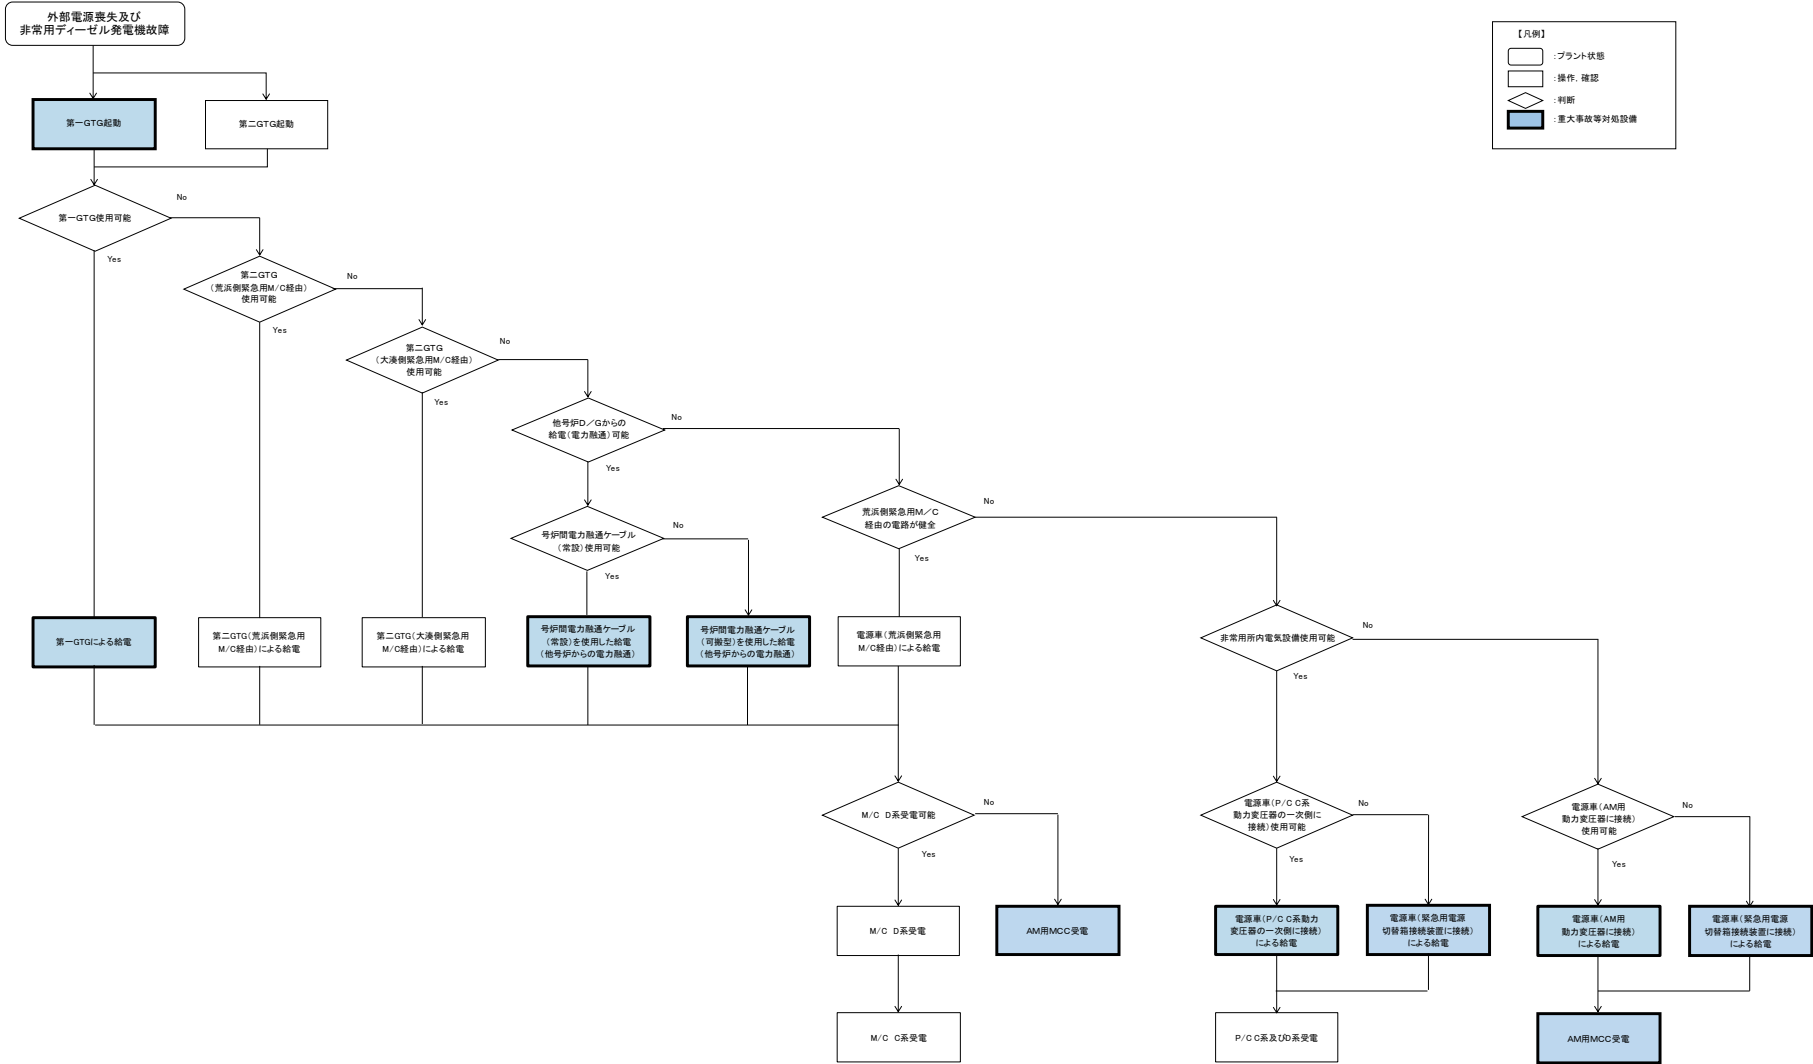 外部電源喪失及び
非常用ディーゼル発電機故障
【凡例】
:プラント状態
:操作, 確認
:判断
:重大事故等対処設備
第一GTG起動
第二GTG起動
第一GTG使用可能
No
Yes
第二GTG
（荒浜側緊急用M/C経由）
使用可能
No
Yes
第二GTG
（大湊側緊急用M/C経由）
使用可能
No
Yes
他号炉D／Gからの
給電（電力融通）可能
No
Yes
号炉間電力融通ケーブル
（常設）使用可能
No
Yes
荒浜側緊急用M／C
経由の電路が健全
No
Yes
非常用所内電気設備使用可能
No
Yes
第一GTGによる給電
第二GTG（荒浜側緊急用
M/C経由）による給電
第二GTG（大湊側緊急用
M/C経由）による給電
号炉間電力融通ケーブル
（常設）を使用した給電
（他号炉からの電力融通）
号炉間電力融通ケーブル
（可搬型）を使用した給電
（他号炉からの電力融通）
電源車（荒浜側緊急用
M/C経由）による給電
M/C D系受電可能
No
Yes
電源車（P/C C系
動力変圧器の一次側に
接続）使用可能
No
Yes
電源車（AM用
動力変圧器に接続）
使用可能
No
Yes
M/C D系受電
AM用MCC受電
電源車（P/C C系動力
変圧器の一次側に接続）
による給電
電源車（緊急用電源
切替箱接続装置に接続）
による給電
電源車（AM用
動力変圧器に接続）
による給電
電源車（緊急用電源
切替箱接続装置に接続）
による給電
M/C C系受電
P/C C系及びD系受電
AM用MCC受電